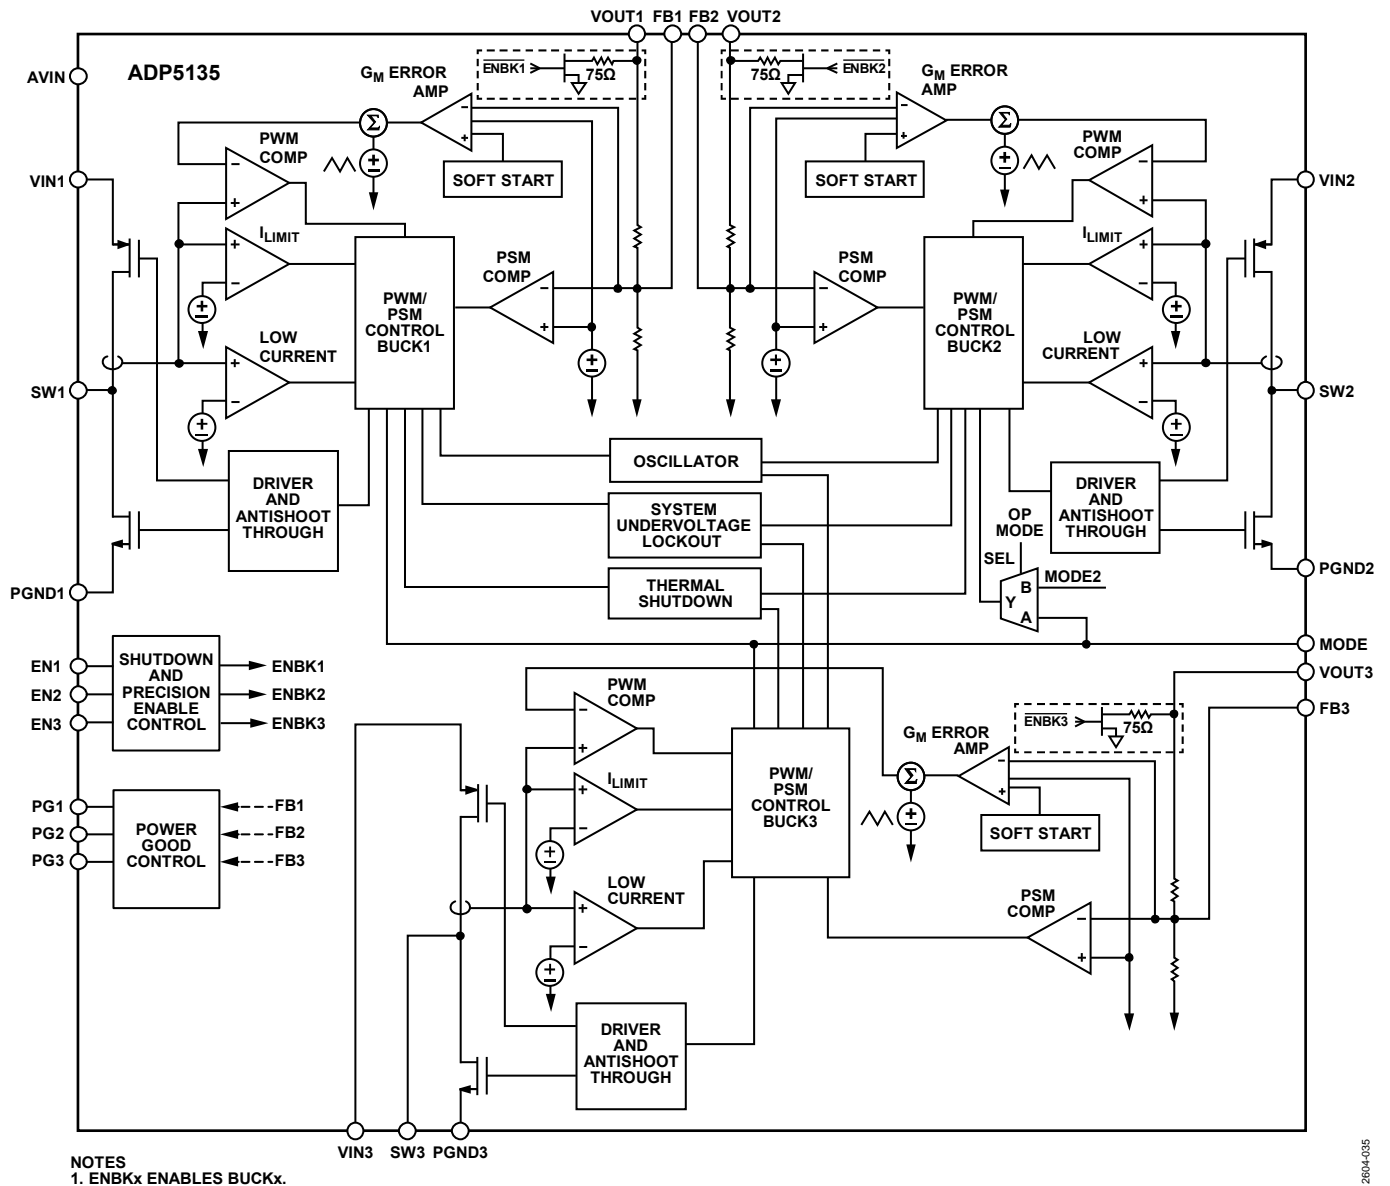 VOUT1 FB1 FB2 VOUT2
ADP5135
AVIN
ENBK1
75Ω
75Ω
ENBK2
GM ERROR
AMP
GM ERROR
AMP
−
+
Σ
SOFT START
−
+
Σ
SOFT START
PWM
COMP
−
+
PWM
COMP
−
+
VIN1
VIN2
ILIMIT
+
−
ILIMIT
+
−
PSM
COMP
−
+
PSM
COMP
−
+
PWM/
PSM
CONTROL
BUCK1
PWM/
PSM
CONTROL
BUCK2
LOW
CURRENT
+
−
LOW
CURRENT
+
−
SW1
SW2
OSCILLATOR
SYSTEM
UNDERVOLTAGE
LOCKOUT
THERMAL
SHUTDOWN
DRIVER
AND
ANTISHOOT
THROUGH
DRIVER
AND
ANTISHOOT
THROUGH
OP
MODE
SEL
B
Y
A
MODE2
PGND1
PGND2
MODE
VOUT3
FB3
EN1
EN2
EN3
SHUTDOWN
AND
PRECISION
ENABLE
CONTROL
ENBK1
ENBK2
ENBK3
PG1
PG2
PG3
POWER
GOOD
CONTROL
FB1
FB2
FB3
PWM
COMP
−
+
ILIMIT
+
−
LOW
CURRENT
+
−
PWM/
PSM
CONTROL
BUCK3
ENBK3
75Ω
GM ERROR
AMP
−
+
Σ
SOFT START
PSM
COMP
−
+
DRIVER
AND
ANTISHOOT
THROUGH
VIN3 SW3 PGND3
NOTES
1. ENBKx ENABLES BUCKx.
2604-035